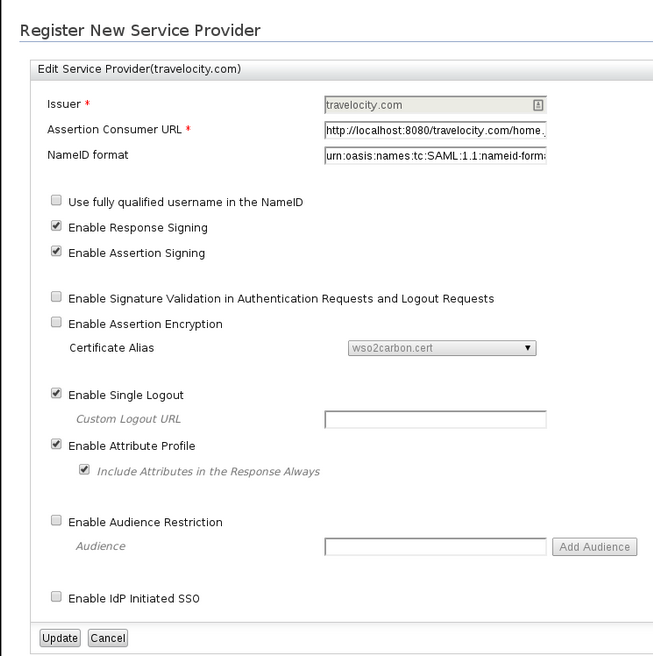 Register New Service Provider
Edit Service Provider(travelocity.com)
Issuer *
travelocity.com
Assertion Consumer URL *
http://localhost:8080/travelocity.com/home.
NameID format
urn:oasis:names:tc:SAML:1.1:nameid-form
Use fully qualified username in the NameID
Enable Response Signing
Enable Assertion Signing
Enable Signature Validation in Authentication Requests and Logout Requests
Enable Assertion Encryption
Certificate Alias
wso2carbon.cert
Enable Single Logout
Custom Logout URL
Enable Attribute Profile
Include Attributes in the Response Always
Enable Audience Restriction
Audience
Add Audience
Enable IdP Initiated SSO
Update
Cancel